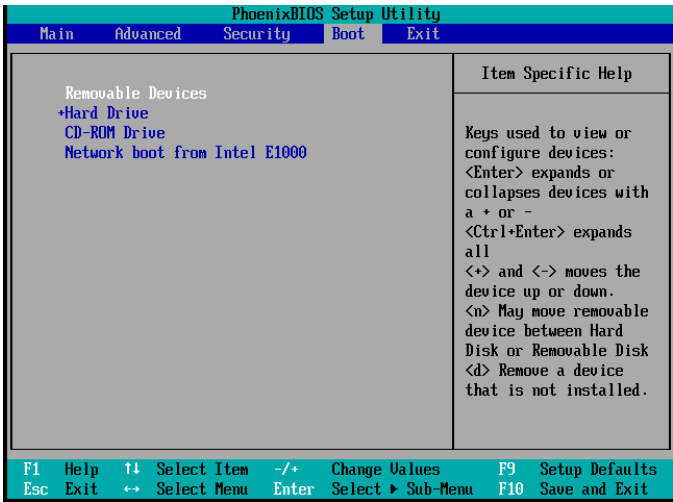 PhoenixBIOS Setup Utility
Main Advanced Security Boot Exit
Removable Devices
+Hard Drive
CD-ROM Drive
Network boot from Intel E1000
Item Specific Help
Keys used to view or
configure devices:
<Enter> expands or
collapses devices with
a + or -
<Ctrl+Enter> expands
all
<+> and <-> moves the
device up or down.
<n> May move removable
device between Hard
Disk or Removable Disk
<d> Remove a device
that is not installed.
F1 Help ↑↓ Select Item -/+ Change Values F9 Setup Defaults
Esc Exit ↔ Select Menu Enter Select ▶ Sub-Menu F10 Save and Exit